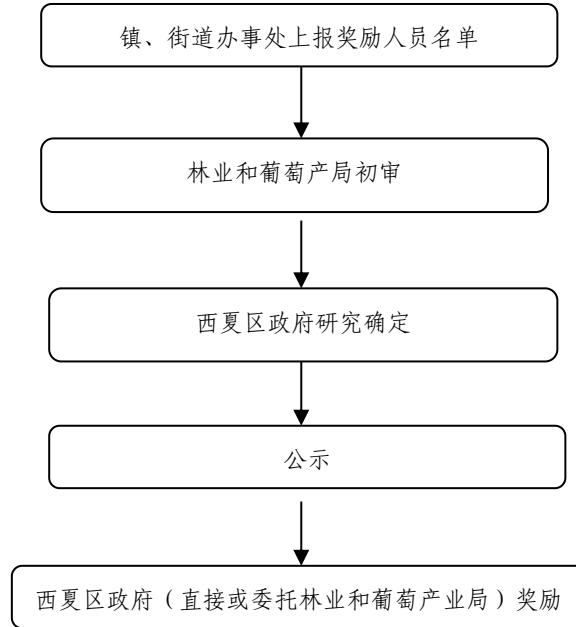 镇、街道办事处上报奖励人员名单
林业和葡萄产局初审
西夏区政府研究确定
公示
西夏区政府（直接或委托林业和葡萄产业局）奖励